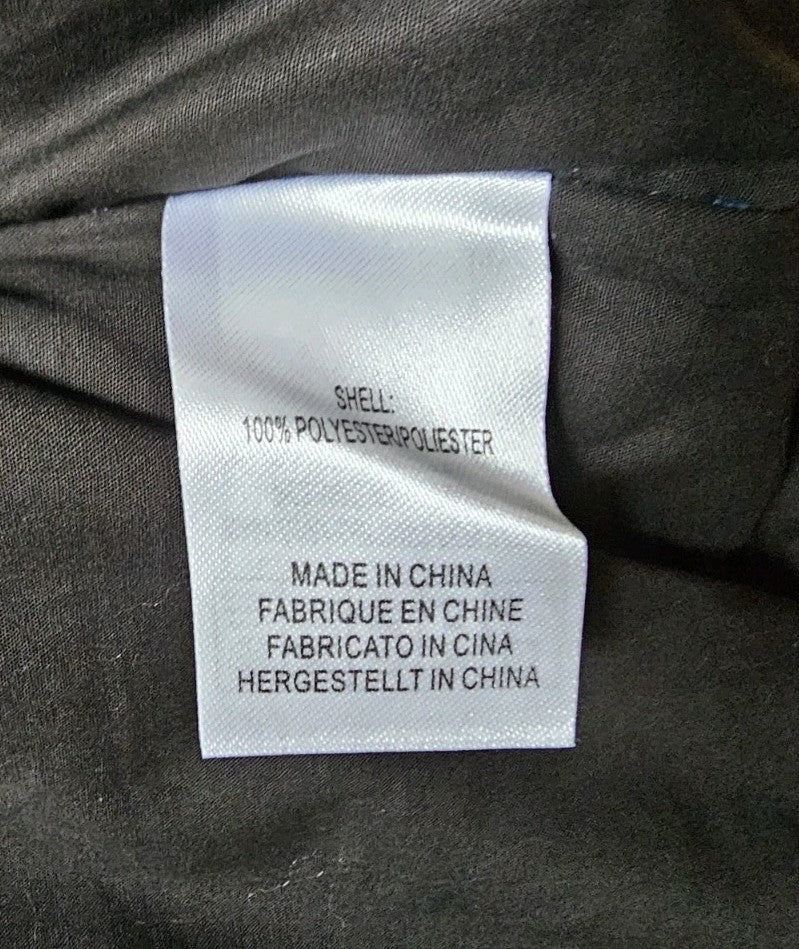 SHELL:
100% POLYESTER/POLIESTER
MADE IN CHINA
FABRIQUE EN CHINE
FABRICATO IN CINA
HERGESTELLT IN CHINA